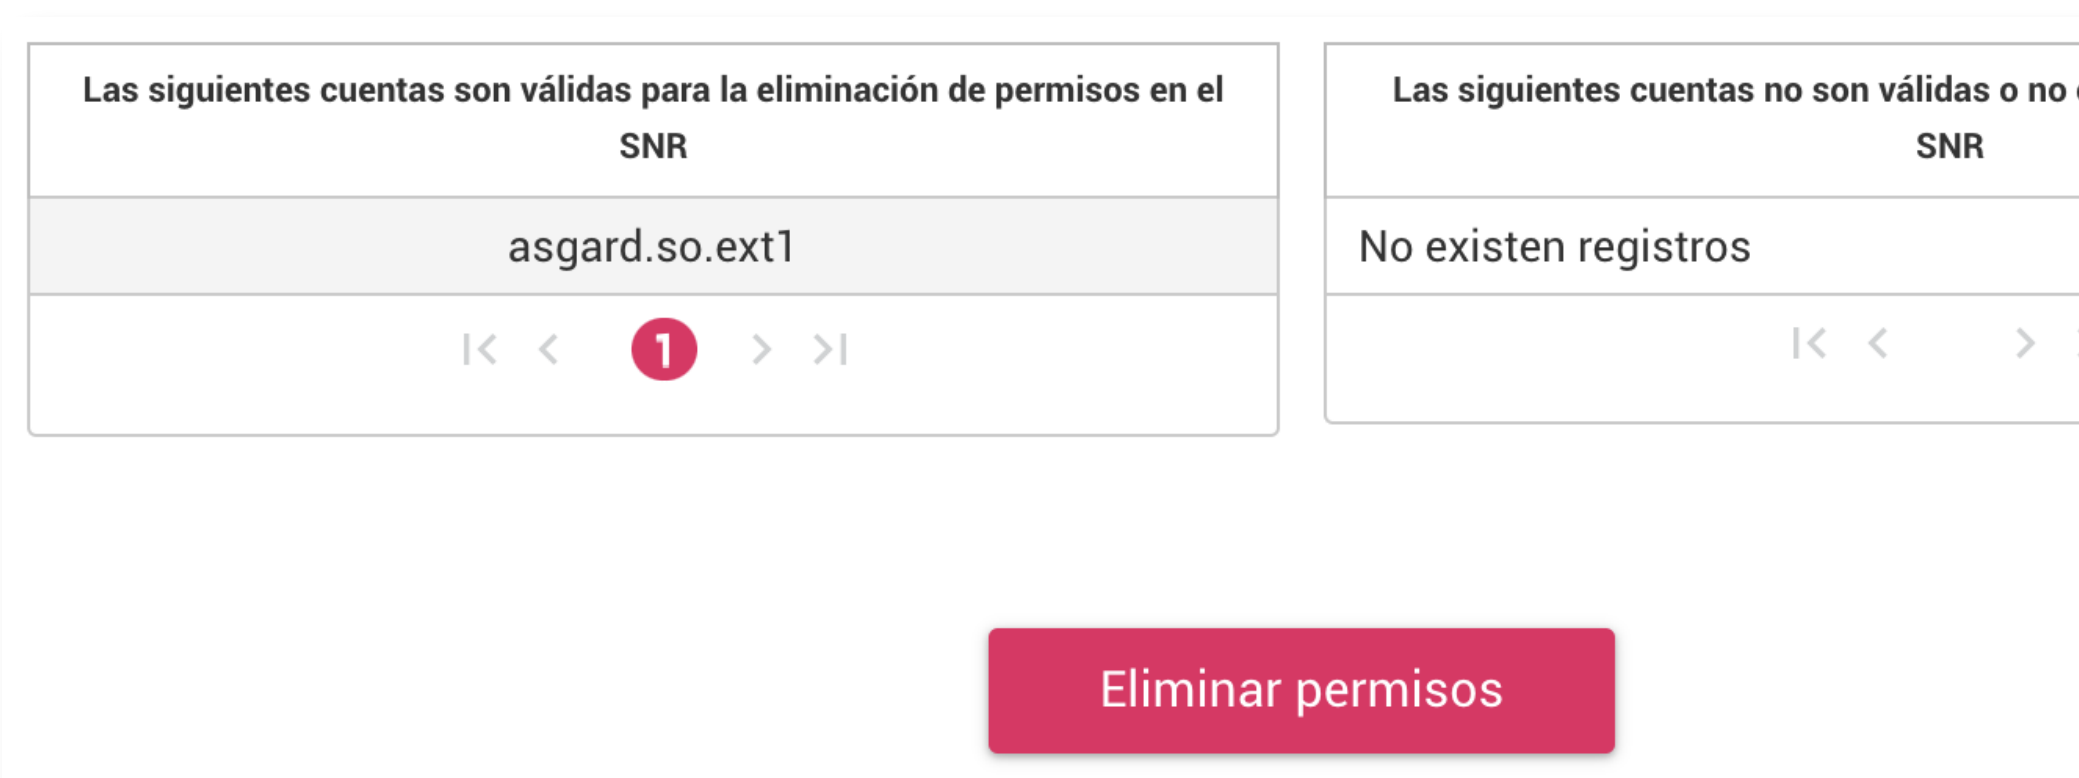 Las siguientes cuentas son válidas para la eliminación de permisos en el
SNR
asgard.so.ext1
1
Las siguientes cuentas no son válidas o no
SNR
No existen registros
Eliminar permisos